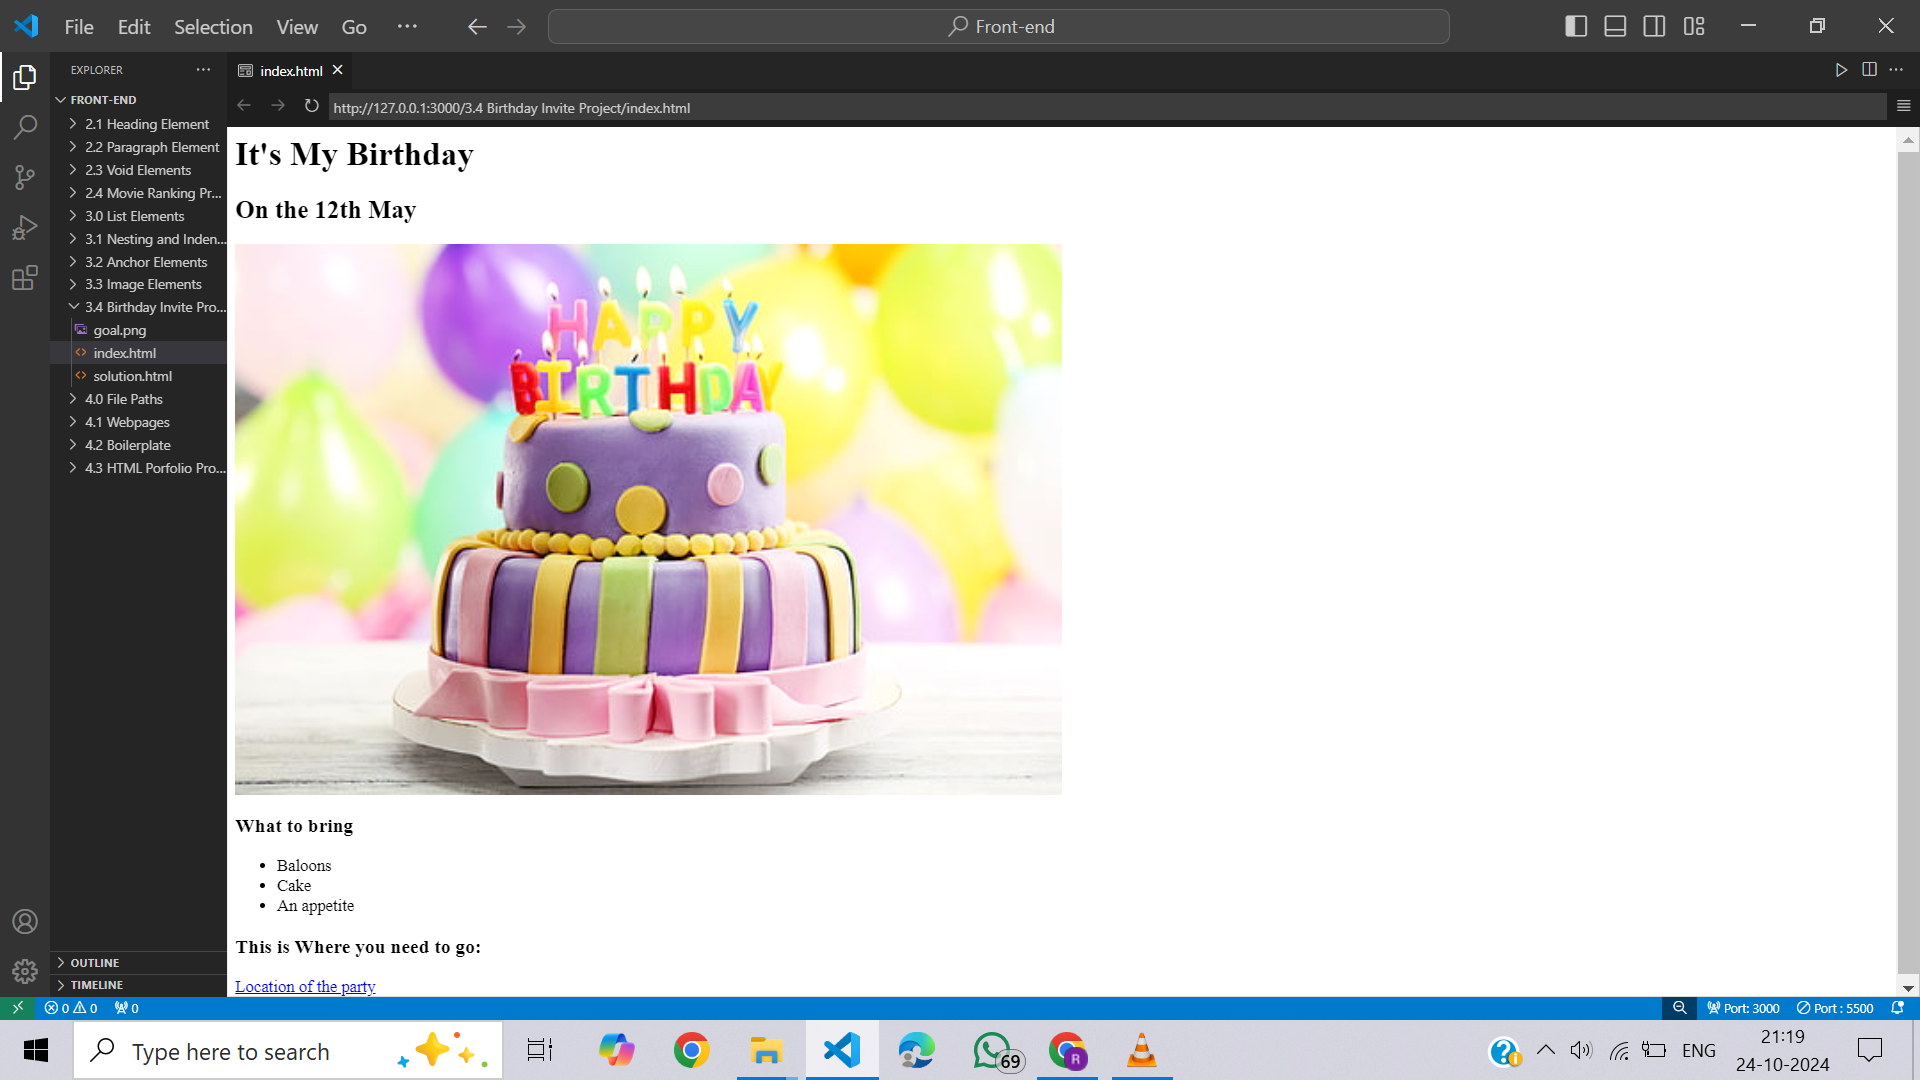 File Edit Selection View Go ··· Front-end
EXPLORER ···
FRONT-END
2.1 Heading Element
2.2 Paragraph Element
2.3 Void Elements
2.4 Movie Ranking Pr...
3.0 List Elements
3.1 Nesting and Inden...
3.2 Anchor Elements
3.3 Image Elements
3.4 Birthday Invite Pro...
goal.png
index.html
solution.html
4.0 File Paths
4.1 Webpages
4.2 Boilerplate
4.3 HTML Porfolio Pro...
OUTLINE
TIMELINE
index.html
http://127.0.0.1:3000/3.4 Birthday Invite Project/index.html
It's My Birthday
On the 12th May
HAPPY
BIRTHDAY
What to bring
• Baloons
• Cake
• An appetite
This is Where you need to go:
Location of the party
0 0 0 Port: 3000 Port : 5500
Type here to search
69
R
ENG
21:19
24-10-2024